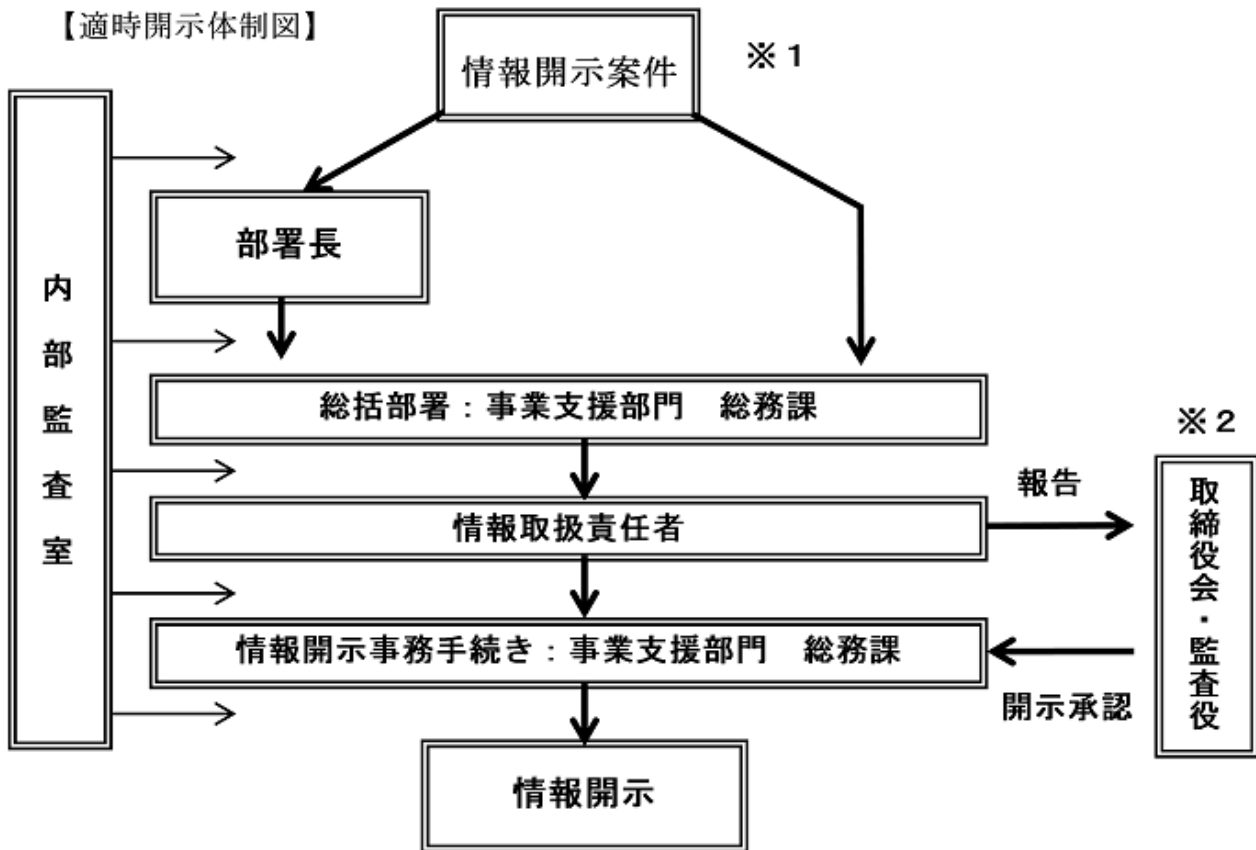 【適時開示体制図】
情報開示案件
※１
部署長
内部監査室
総括部署：事業支援部門　総務課
※２
報告
情報取扱責任者
取締役会・監査役
情報開示事務手続き：事業支援部門　総務課
開示承認
情報開示